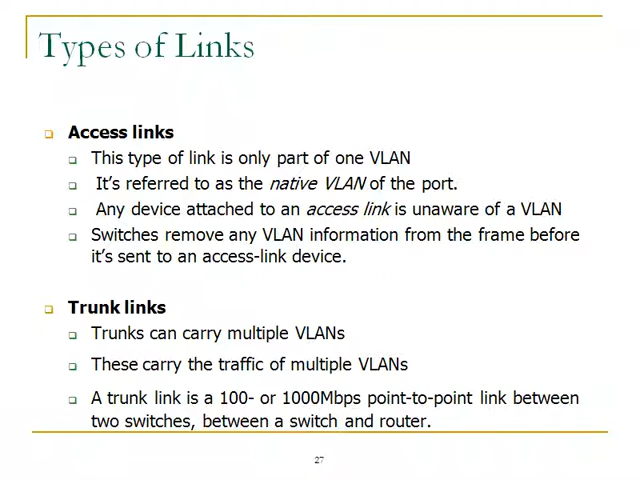 Types of Links
Access links
This type of link is only part of one VLAN
It's referred to as the native VLAN of the port.
Any device attached to an access link is unaware of a VLAN
Switches remove any VLAN information from the frame before
it's sent to an access-link device.
Trunk links
Trunks can carry multiple VLANs
These carry the traffic of multiple VLANs
A trunk link is a 100- or 1000Mbps point-to-point link between
two switches, between a switch and router.
27